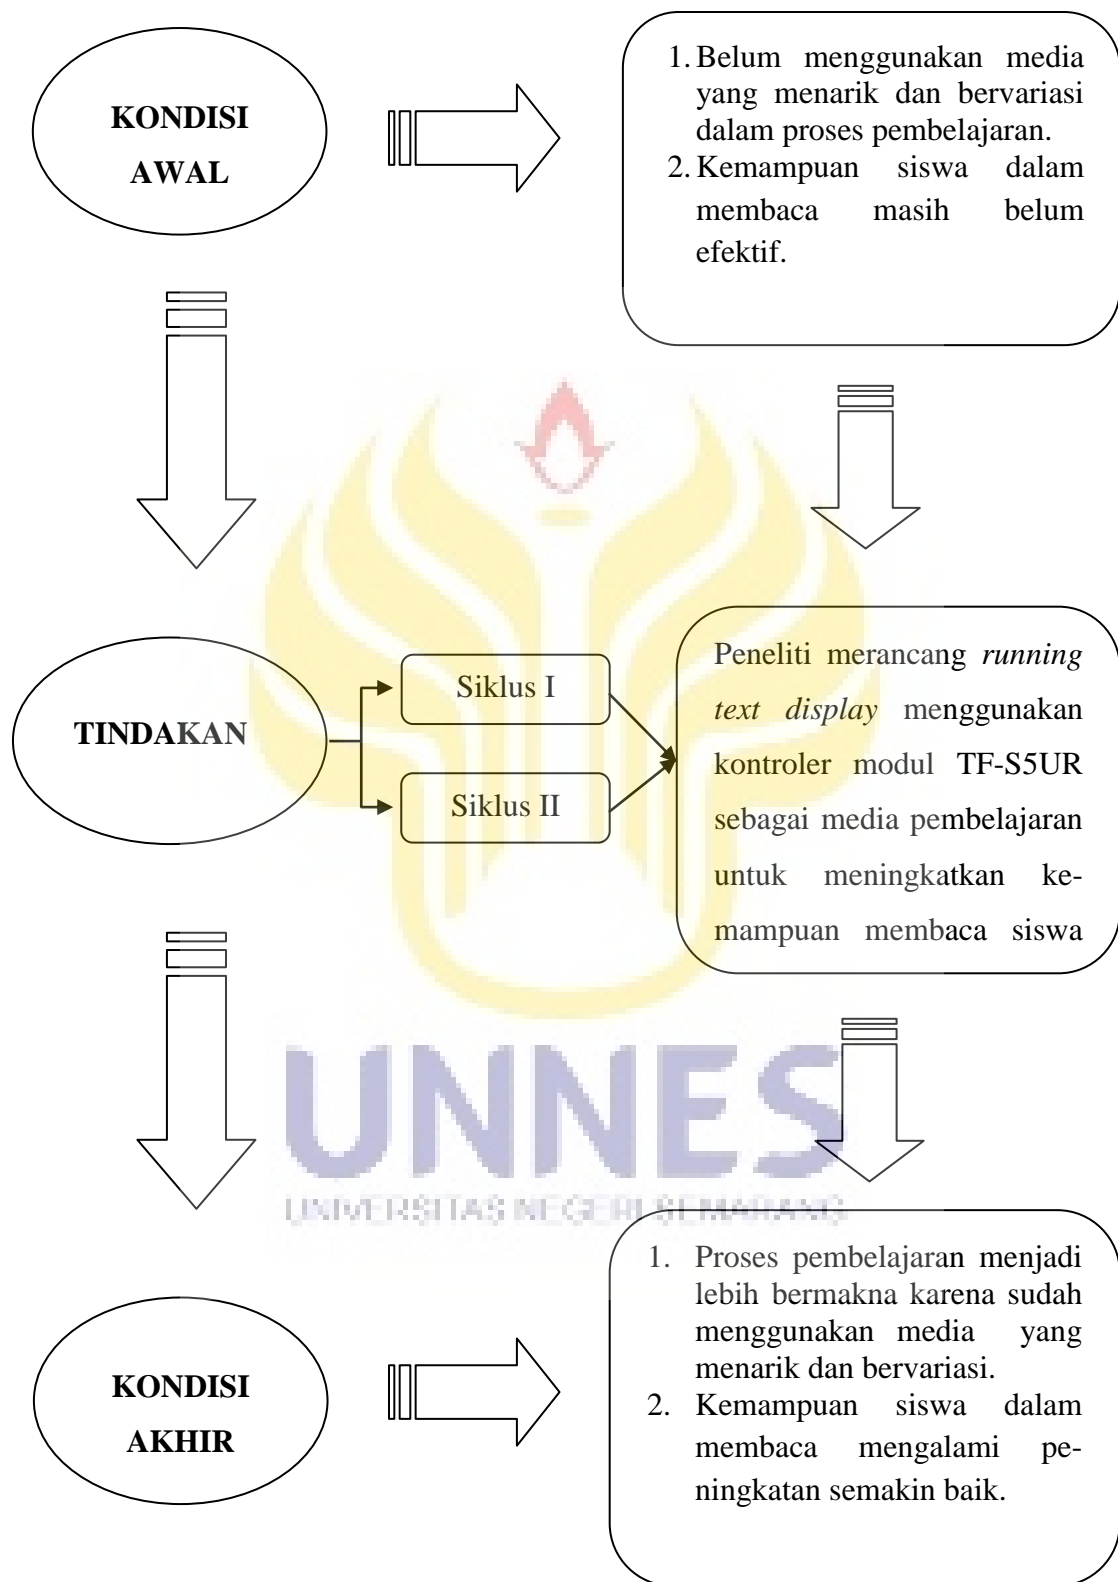 KONDISI
AWAL
1. Belum menggunakan media
yang menarik dan bervariasi
dalam proses pembelajaran.
2. Kemampuan siswa dalam
membaca masih belum
efektif.
TINDAKAN
Siklus I
Siklus II
Peneliti merancang running
text display menggunakan
kontroler modul TF-S5UR
sebagai media pembelajaran
untuk meningkatkan ke-
mampuan membaca siswa
UNNES
UNIVERSITAS NEGERI SEMARANG
KONDISI
AKHIR
1. Proses pembelajaran menjadi
lebih bermakna karena sudah
menggunakan media yang
menarik dan bervariasi.
2. Kemampuan siswa dalam
membaca mengalami pe-
ningkatan semakin baik.